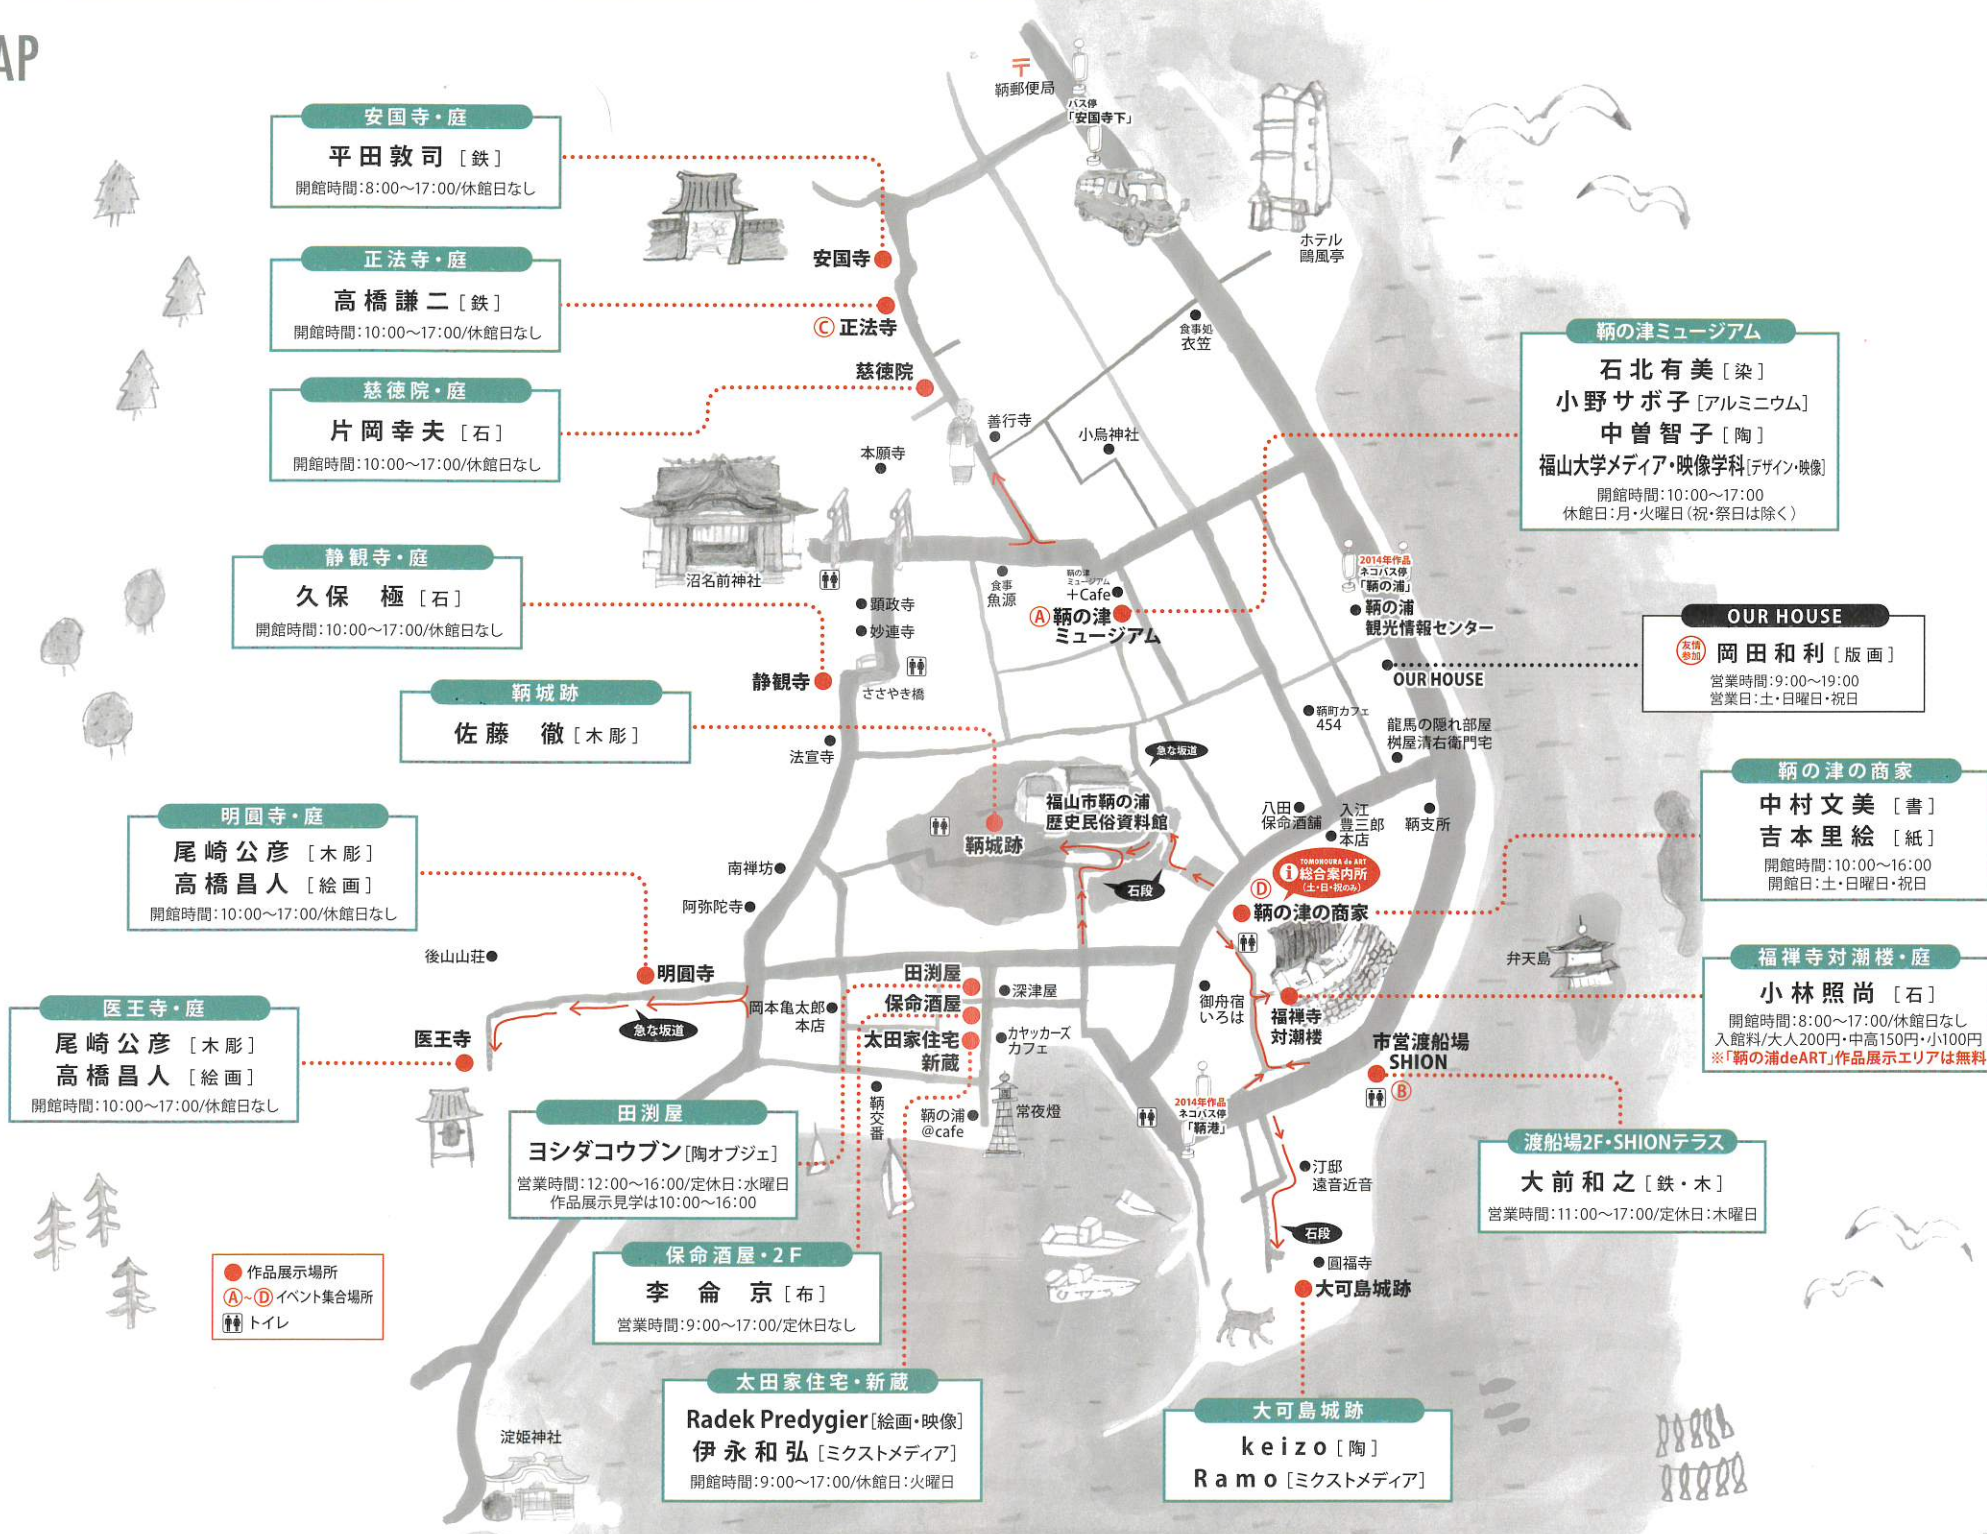 AP
安国寺・庭
平田敦司 [鉄]
開館時間：8：00〜17：00/休館日なし
正法寺・庭
高橋謙二 [鉄]
開館時間：10：00〜17：00/休館日なし
慈徳院・庭
片岡幸夫 [石]
開館時間：10：00〜17：00/休館日なし
静観寺・庭
久保 極 [石]
開館時間：10：00〜17：00/休館日なし
鞆城跡
佐藤 徹 [木彫]
明圓寺・庭
尾崎公彦 [木彫]
高橋昌人 [絵画]
開館時間：10：00〜17：00/休館日なし
医王寺・庭
尾崎公彦 [木彫]
高橋昌人 [絵画]
開館時間：10：00〜17：00/休館日なし
田渕屋
ヨシダコウブン [陶オブジェ]
営業時間：12：00〜16：00/定休日：水曜日
作品展示見学は10：00〜16：00
保命酒屋・2F
李 侖 京 [布]
営業時間：9：00〜17：00/定休日なし
太田家住宅・新蔵
Radek Predygier [絵画・映像]
伊永和弘 [ミクストメディア]
開館時間：9：00〜17：00/休館日：火曜日
大可島城跡
keizo [陶]
Ramo [ミクストメディア]
渡船場2F・SHIONテラス
大前和之 [鉄・木]
営業時間：11：00〜17：00/定休日：木曜日
福禅寺対潮楼・庭
小林照尚 [石]
開館時間：8：00〜17：00/休館日なし
入館料/大人200円・中高150円・小100円
※「鞆の浦deART」作品展示エリアは無料
鞆の津の商家
中村文美 [書]
吉本里絵 [紙]
開館時間：10：00〜16：00
開館日：土・日曜日・祝日
OUR HOUSE
友情
参加
岡田和利 [版画]
営業時間：9：00〜19：00
営業日：土・日曜日・祝日
鞆の津ミュージアム
石北有美 [染]
小野サボ子 [アルミニウム]
中曽智子 [陶]
福山大学メディア・映像学科 [デザイン・映像]
開館時間：10：00〜17：00
休館日：月・火曜日（祝・祭日は除く）
〒
鞆郵便局
バス停
「安国寺下」
ホテル
鷗風亭
安国寺
Ⓒ 正法寺
慈徳院
食事処
衣笠
善行寺
小烏神社
本願寺
沼名前神社
顕政寺
妙蓮寺
静観寺
ささやき橋
法宣寺
食事
魚源
鞆の津
ミュージアム
＋Cafe
Ⓐ 鞆の津
ミュージアム
2014年作品
ネコバス停
「鞆の浦」
鞆の浦
観光情報センター
OUR HOUSE
鞆町カフェ
454
龍馬の隠れ部屋
桝屋清右衛門宅
急な坂道
福山市鞆の浦
歴史民俗資料館
鞆城跡
石段
八田
保命酒舗
入江
豊三郎
本店
鞆支所
TOMONOURA de ART
i 総合案内所
（土・日・祝のみ）
Ⓓ
鞆の津の商家
南禅坊
阿弥陀寺
後山山荘
明圓寺
医王寺
急な坂道
岡本亀太郎
本店
田渕屋
保命酒屋
太田家住宅
新蔵
深津屋
カヤッカーズ
カフェ
鞆交番
鞆の浦
@cafe
常夜燈
御舟宿
いろは
福禅寺
対潮楼
弁天島
市営渡船場
SHION
Ⓑ
2014年作品
ネコバス停
「鞆港」
汀邸
遠音近音
石段
圓福寺
大可島城跡
淀姫神社
作品展示場所
Ⓐ~Ⓓ イベント集合場所
トイレ